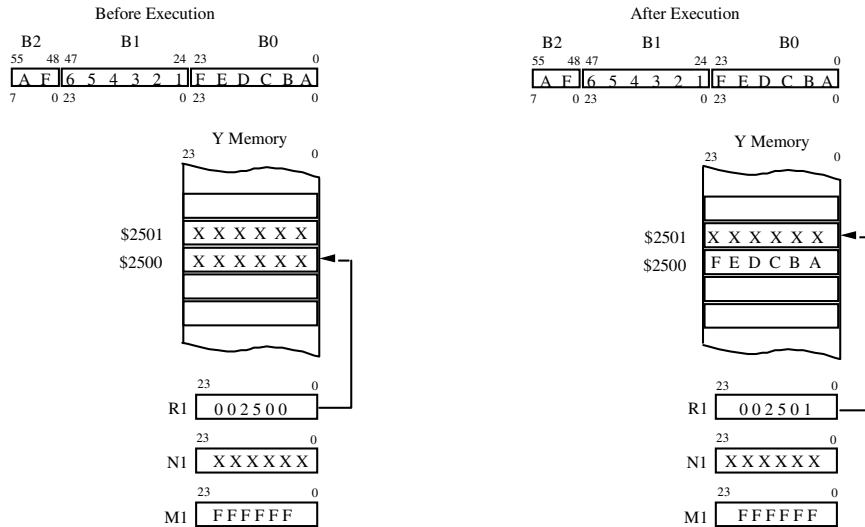 Before Execution
B2 B1 B0
55 48 47 24 23 0
A F 6 5 4 3 2 1 F E D C B A
7 0 23 0 23 0
Y Memory
23 0
$2501 X X X X X X
$2500 X X X X X X
23 0
R1 0 0 2 5 0 0
23 0
N1 X X X X X X
23 0
M1 F F F F F F
After Execution
B2 B1 B0
55 48 47 24 23 0
A F 6 5 4 3 2 1 F E D C B A
7 0 23 0 23 0
Y Memory
23 0
$2501 X X X X X X
$2500 F E D C B A
23 0
R1 0 0 2 5 0 1
23 0
N1 X X X X X X
23 0
M1 F F F F F F